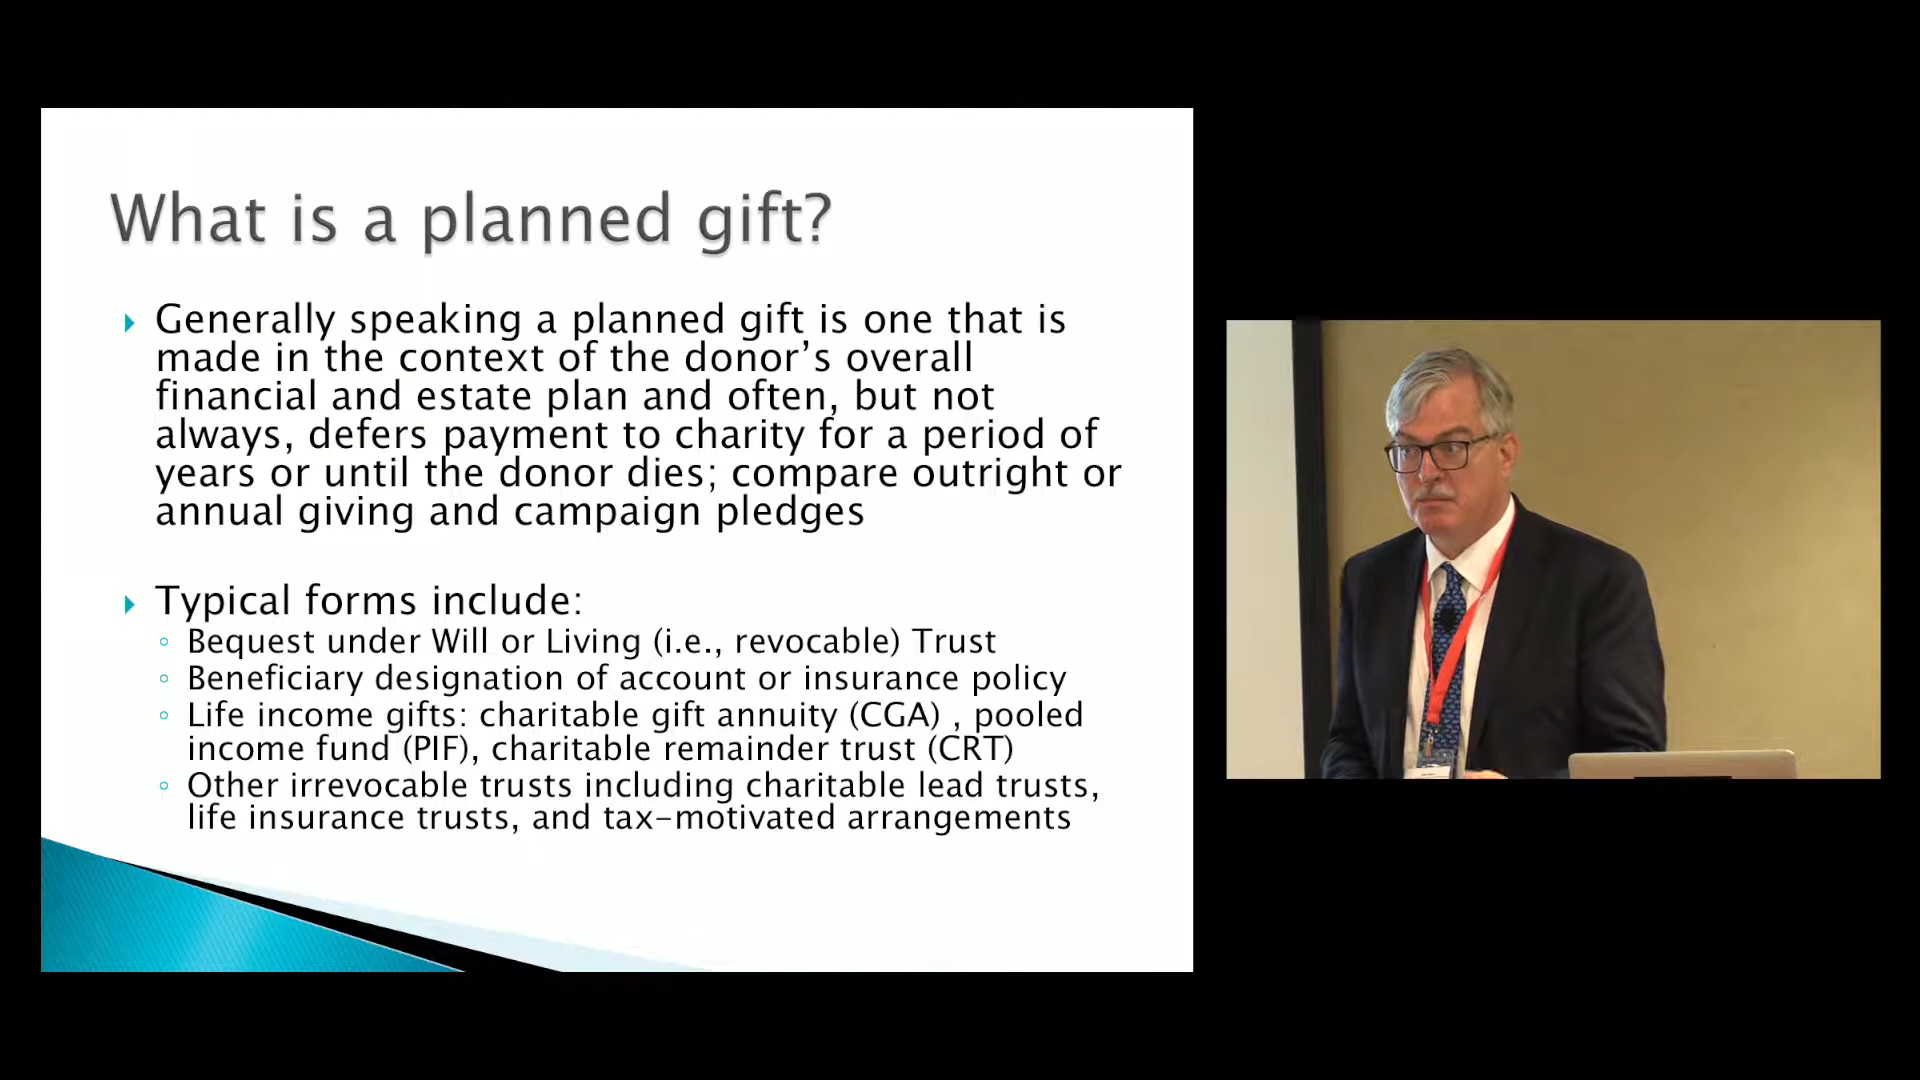 What is a planned gift?
Generally speaking a planned gift is one that is
made in the context of the donor’s overall
financial and estate plan and often, but not
always, defers payment to charity for a period of
years or until the donor dies; compare outright or
annual giving and campaign pledges
Typical forms include:
Bequest under Will or Living (i.e., revocable) Trust
Beneficiary designation of account or insurance policy
Life income gifts: charitable gift annuity (CGA) , pooled
income fund (PIF), charitable remainder trust (CRT)
Other irrevocable trusts including charitable lead trusts,
life insurance trusts, and tax-motivated arrangements